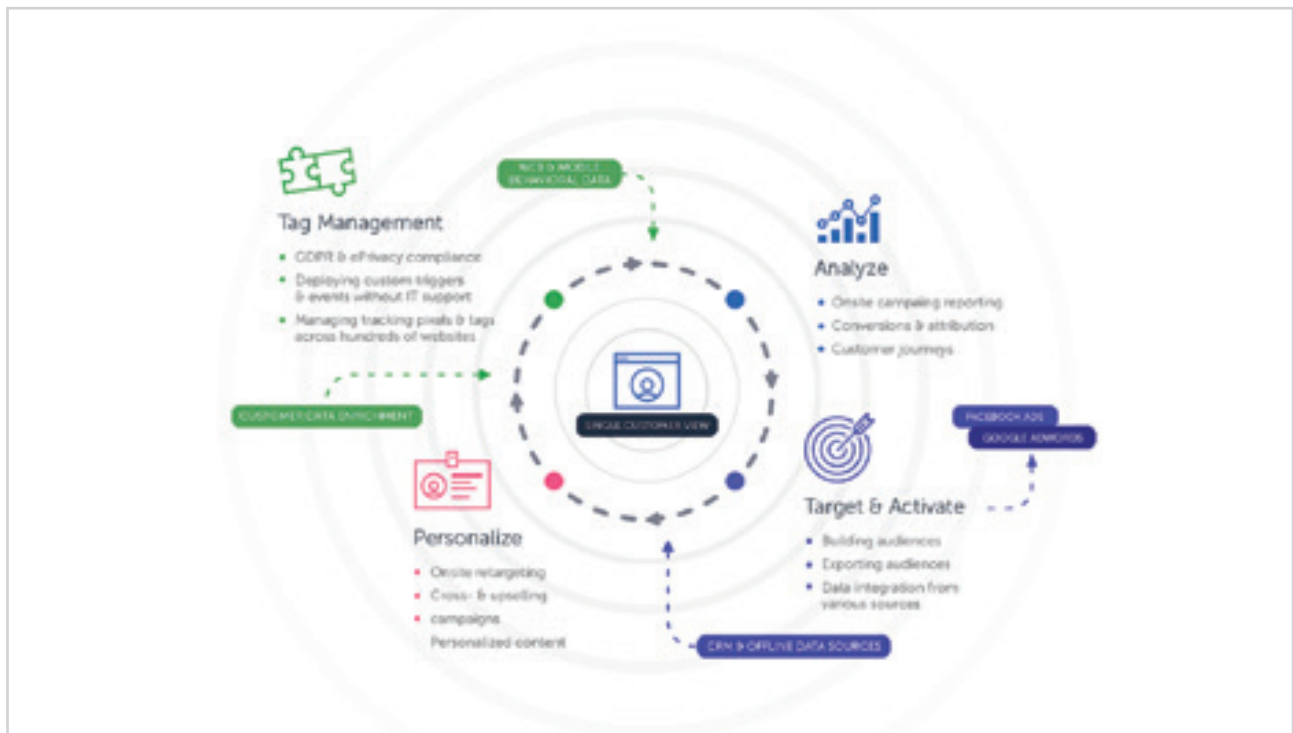 WEB & MOBILE
BEHAVIORAL DATA
Tag Management
GDPR & ePrivacy compliance
Deploying custom triggers
& events without IT support
Managing tracking pixels & tags
across hundreds of websites
CUSTOMER DATA ENRICHMENT
Analyze
Onsite campaing reporting
Conversions & attribution
Customer journeys
SINGLE CUSTOMER VIEW
FACEBOOK ADS
GOOGLE ADWORDS
Target & Activate
Building audiences
Exporting audiences
Data integration from
various sources
Personalize
Onsite retargeting
Cross- & upselling
campaigns
Personalized content
CRM & OFFLINE DATA SOURCES